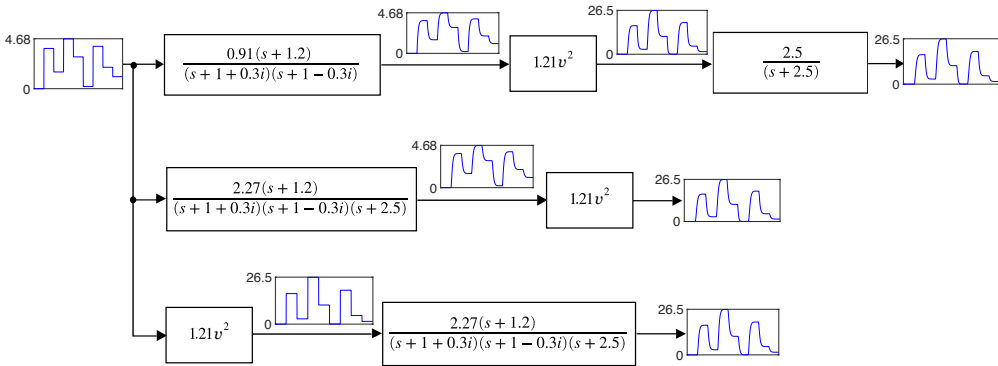 4.68
0
0.91(s + 1.2)
(s + 1 + 0.3i)(s + 1 − 0.3i)
4.68
0
1.21v²
26.5
0
2.5
(s + 2.5)
26.5
0
2.27(s + 1.2)
(s + 1 + 0.3i)(s + 1 − 0.3i)(s + 2.5)
4.68
0
1.21v²
26.5
0
1.21v²
26.5
0
2.27(s + 1.2)
(s + 1 + 0.3i)(s + 1 − 0.3i)(s + 2.5)
26.5
0